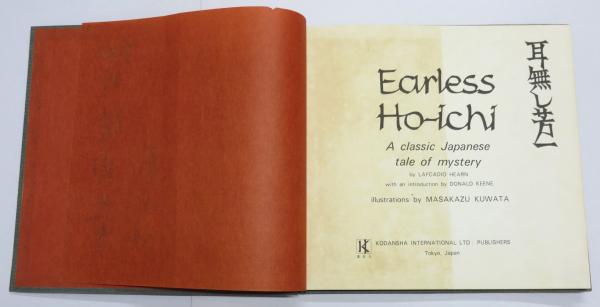 Earless
Ho-ichi
A classic Japanese
tale of mystery
by LAFCADIO HEARN
with an introduction by DONALD KEENE
illustrations by MASAKAZU KUWATA
KODANSHA INTERNATIONAL LTD : PUBLISHERS
Tokyo, Japan
耳無し芳一